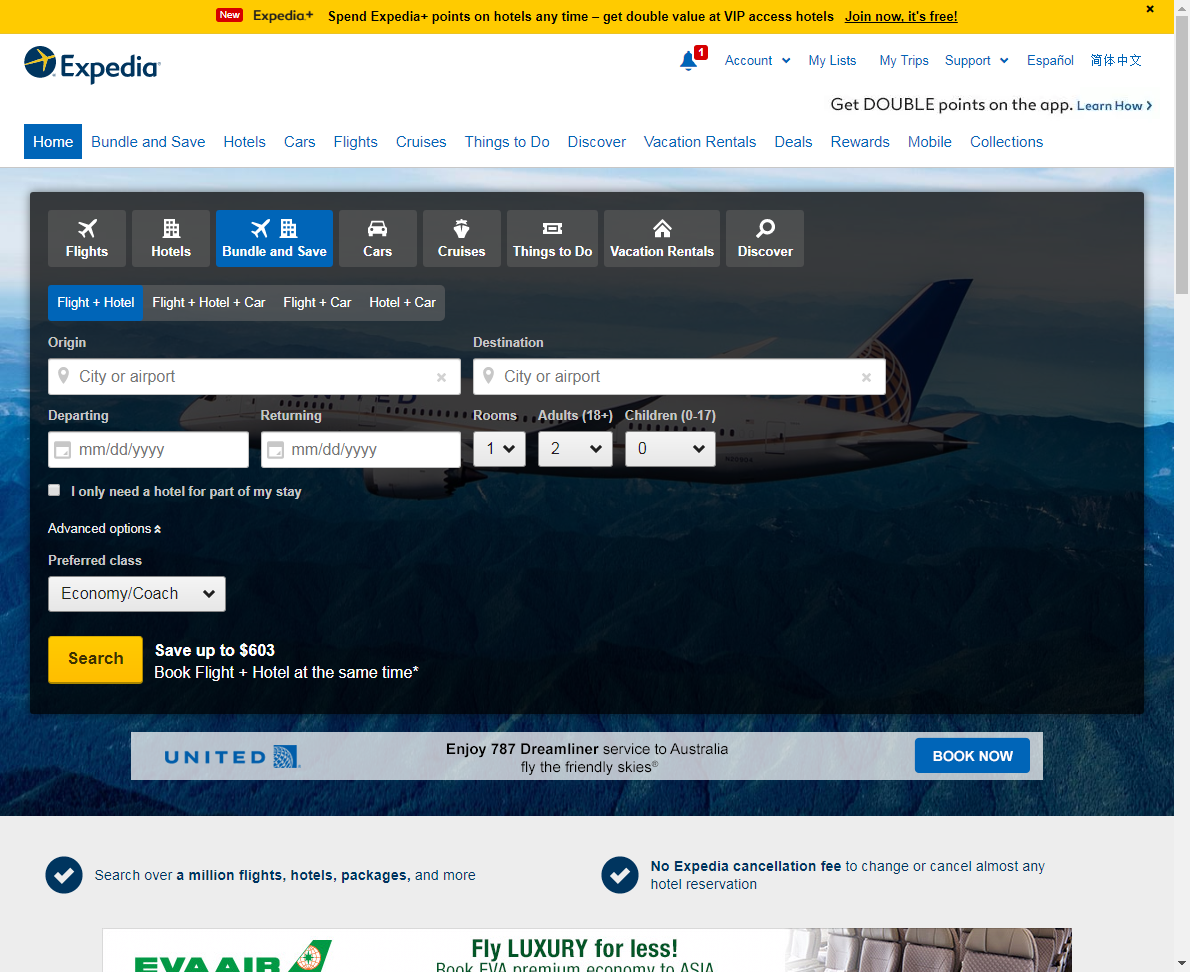 New Expedia+ Spend Expedia+ points on hotels any time – get double value at VIP access hotels Join now, it's free!
Expedia
1 Account My Lists My Trips Support Español 简体中文
Get DOUBLE points on the app. Learn How
Home Bundle and Save Hotels Cars Flights Cruises Things to Do Discover Vacation Rentals Deals Rewards Mobile Collections
Flights Hotels Bundle and Save Cars Cruises Things to Do Vacation Rentals Discover
Flight + Hotel Flight + Hotel + Car Flight + Car Hotel + Car
Origin Destination
City or airport City or airport
UNITED
Departing Returning Rooms Adults (18+) Children (0-17)
mm/dd/yyyy mm/dd/yyyy 1 2 0
I only need a hotel for part of my stay
Advanced options
Preferred class
Economy/Coach
Search
Save up to $603
Book Flight + Hotel at the same time*
UNITED
Enjoy 787 Dreamliner service to Australia
fly the friendly skies®
BOOK NOW
Search over a million flights, hotels, packages, and more
No Expedia cancellation fee to change or cancel almost any
hotel reservation
EVA AIR
Fly LUXURY for less!
Book EVA premium economy to ASIA